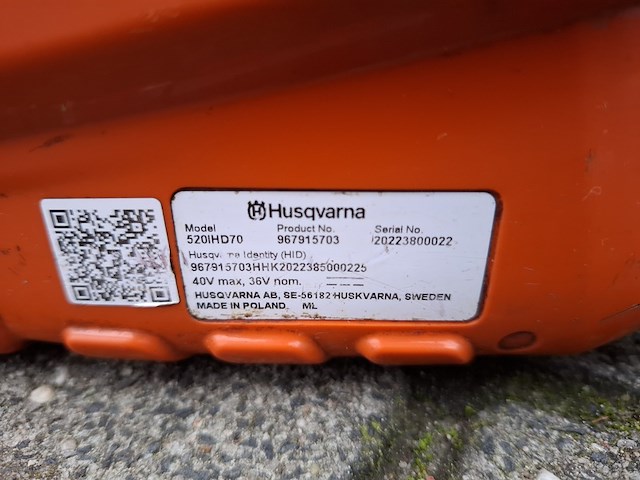 Husqvarna
Model Product No. Serial No.
520iHD70 967915703 20223800022
Husqvarna Identity (HID)
967915703HHK2022385000225
40V max, 36V nom.
HUSQVARNA AB, SE-56182 HUSKVARNA, SWEDEN
MADE IN POLAND. ML